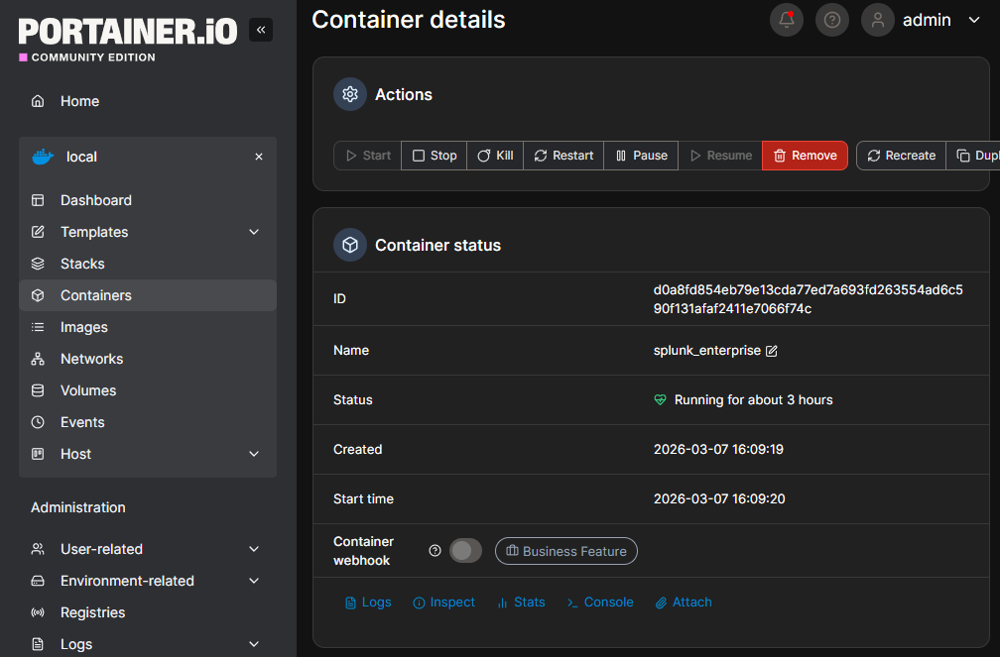 PORTAINER.iO
COMMUNITY EDITION
Home
local
Dashboard
Templates
Stacks
Containers
Images
Networks
Volumes
Events
Host
Administration
User-related
Environment-related
Registries
Logs
Container details
admin
Actions
Start Stop Kill Restart Pause Resume Remove Recreate Dupl
Container status
ID d0a8fd854eb79e13cda77ed7a693fd263554ad6c5
90f131afaf2411e7066f74c
Name splunk_enterprise
Status Running for about 3 hours
Created 2026-03-07 16:09:19
Start time 2026-03-07 16:09:20
Container
webhook Business Feature
Logs Inspect Stats Console Attach